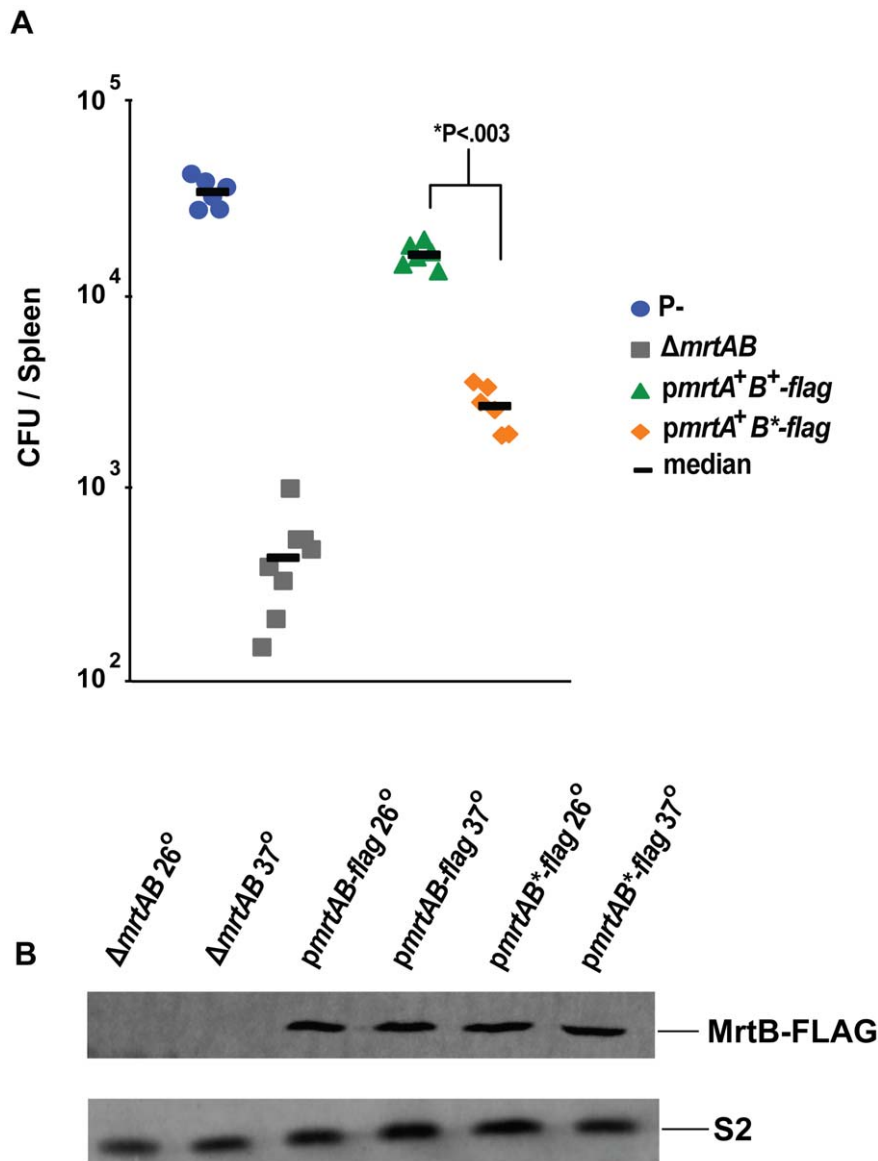 A
10^5
*P<.003
10^4
CFU / Spleen
10^3
10^2
P-
ΔmrtAB
pmrtA^+B^+-flag
pmrtA^+B*-flag
median
ΔmrtAB 26°
ΔmrtAB 37°
pmrtAB-flag 26°
pmrtAB-flag 37°
pmrtAB*-flag 26°
pmrtAB*-flag 37°
B
MrtB-FLAG
S2